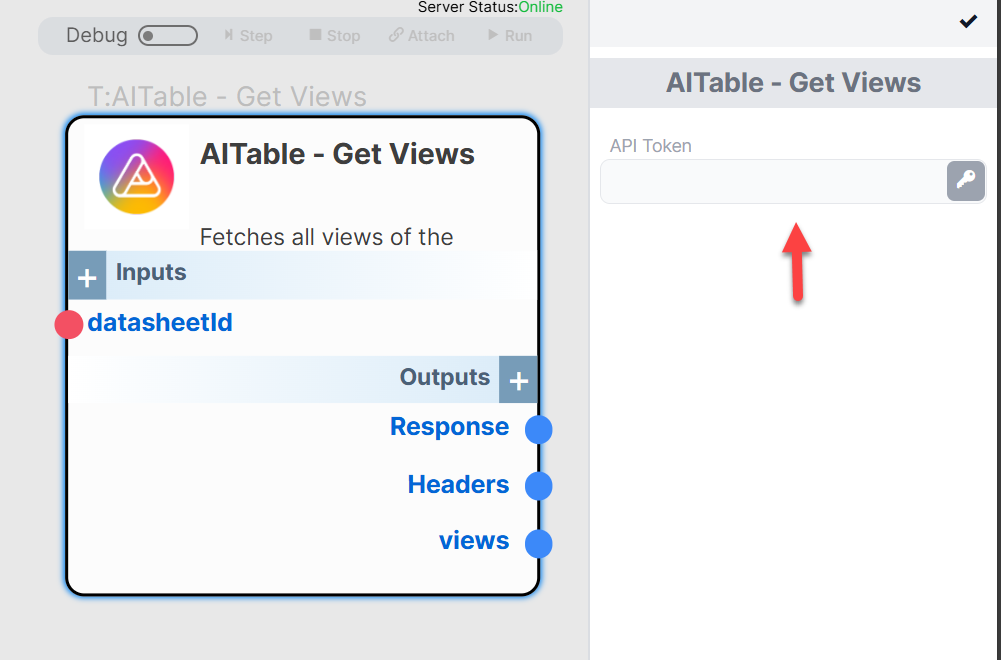 Server Status:Online
Debug
Step
Stop
Attach
Run
T:AITable - Get Views
AITable - Get Views
Fetches all views of the
Inputs
datasheetId
Outputs
Response
Headers
views
AITable - Get Views
API Token